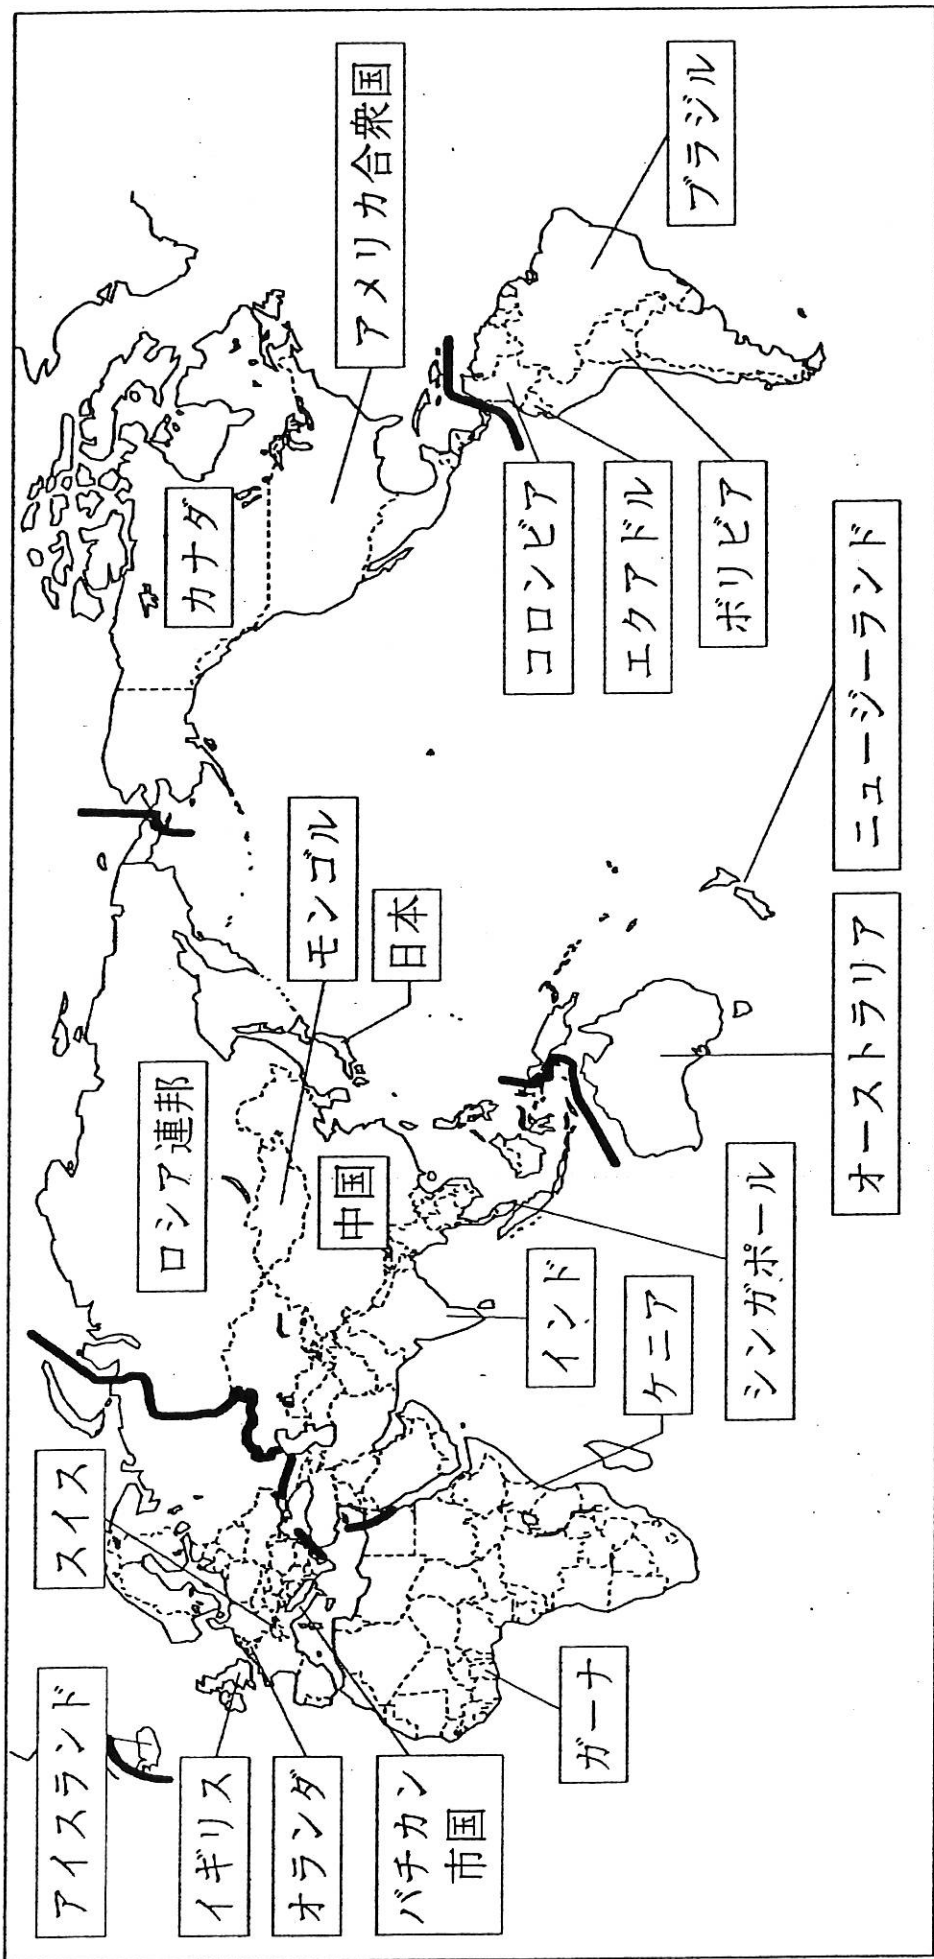 アイスランド
スイス
ロシア連邦
カナダ
アメリカ合衆国
イギリス
オランダ
バチカン
市国
モンゴル
日本
中国
インド
ガーナ
ケニア
シンガポール
コロンビア
エクアドル
ボリビア
ブラジル
オーストラリア
ニュージーランド